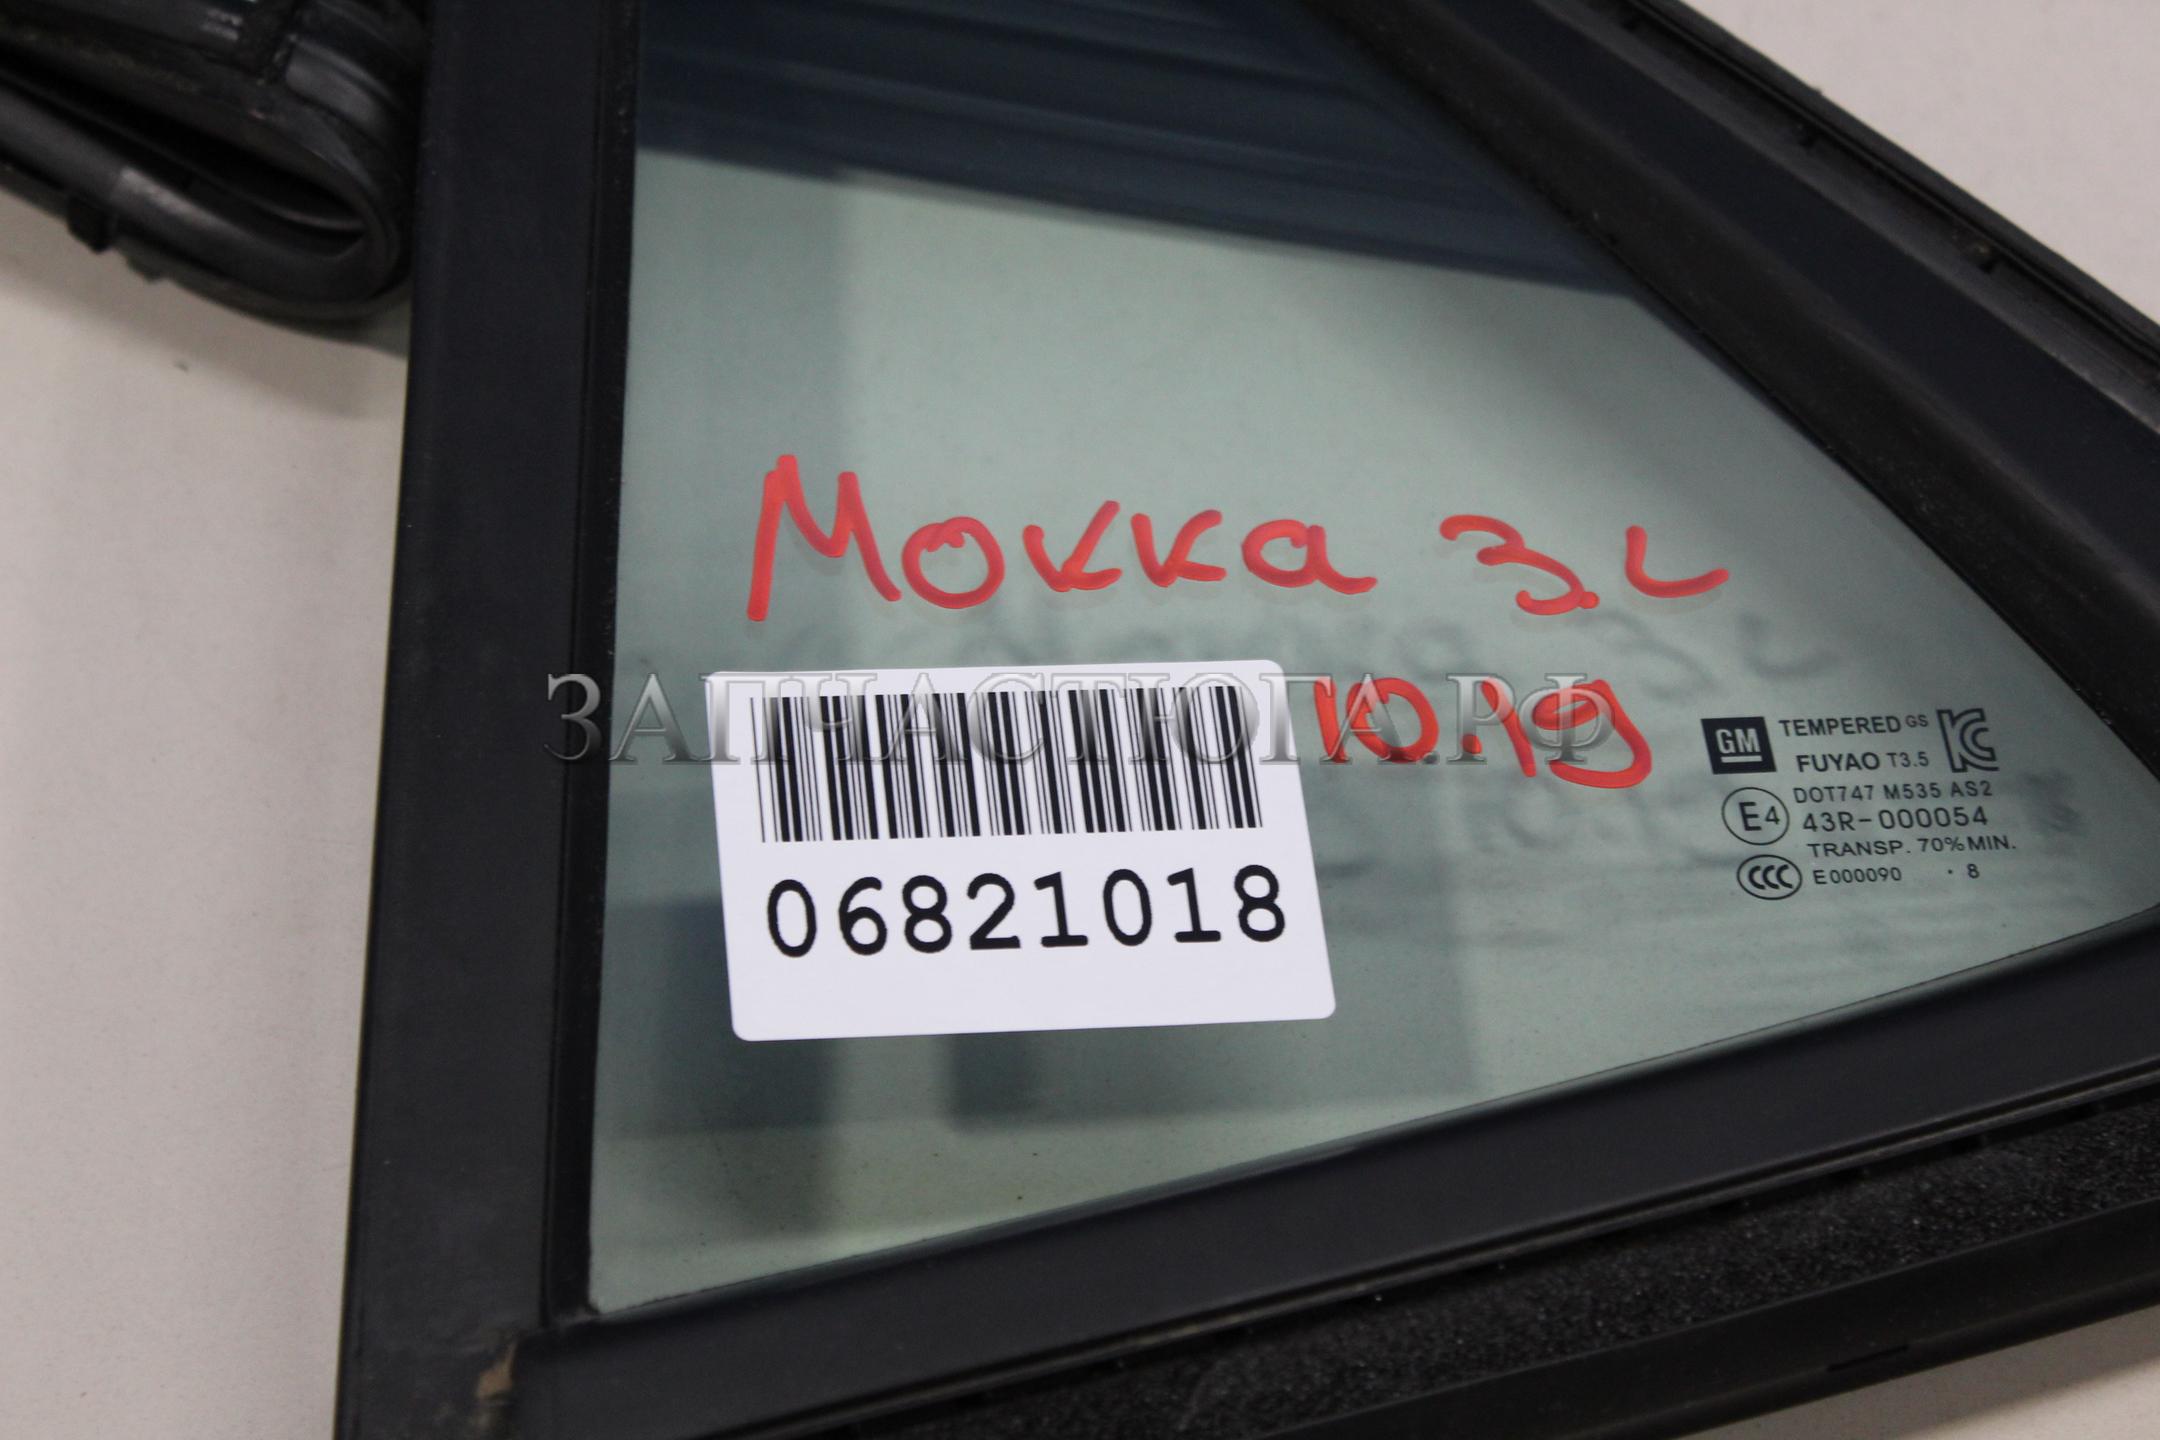 Мокка З.L
10.19
ЗАПЧАСТЮГА.РФ
06821018
GM TEMPERED GS
FUYAO T3.5
DOT747 M535 AS2
E4 43R-000054
TRANSP. 70% MIN.
CCC E000090 . 8